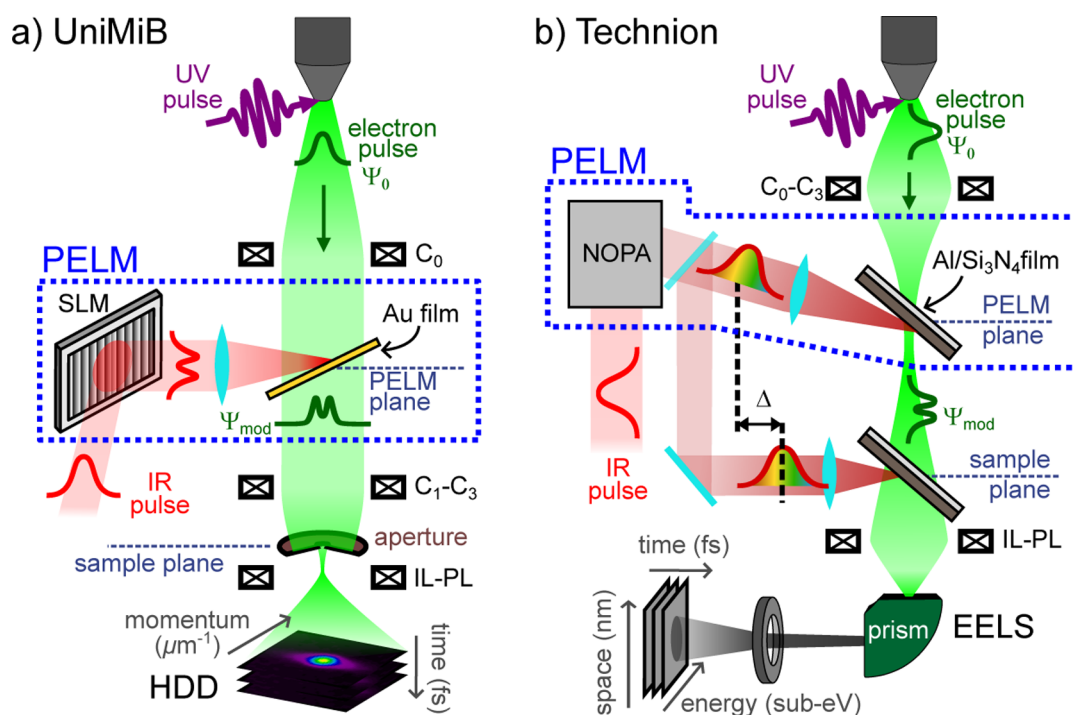 a) UniMiB
UV
pulse
electron
pulse
Ψ0
C0
PELM
SLM
Au film
PELM
plane
Ψmod
IR
pulse
C1-C3
aperture
sample plane
IL-PL
momentum
(μm⁻¹)
time
(fs)
HDD
b) Technion
UV
pulse
electron
pulse
Ψ0
PELM
C0-C3
NOPA
Al/Si3N4film
PELM
plane
Δ
Ψmod
IR
pulse
sample
plane
IL-PL
time (fs)
space (nm)
prism
EELS
energy (sub-eV)